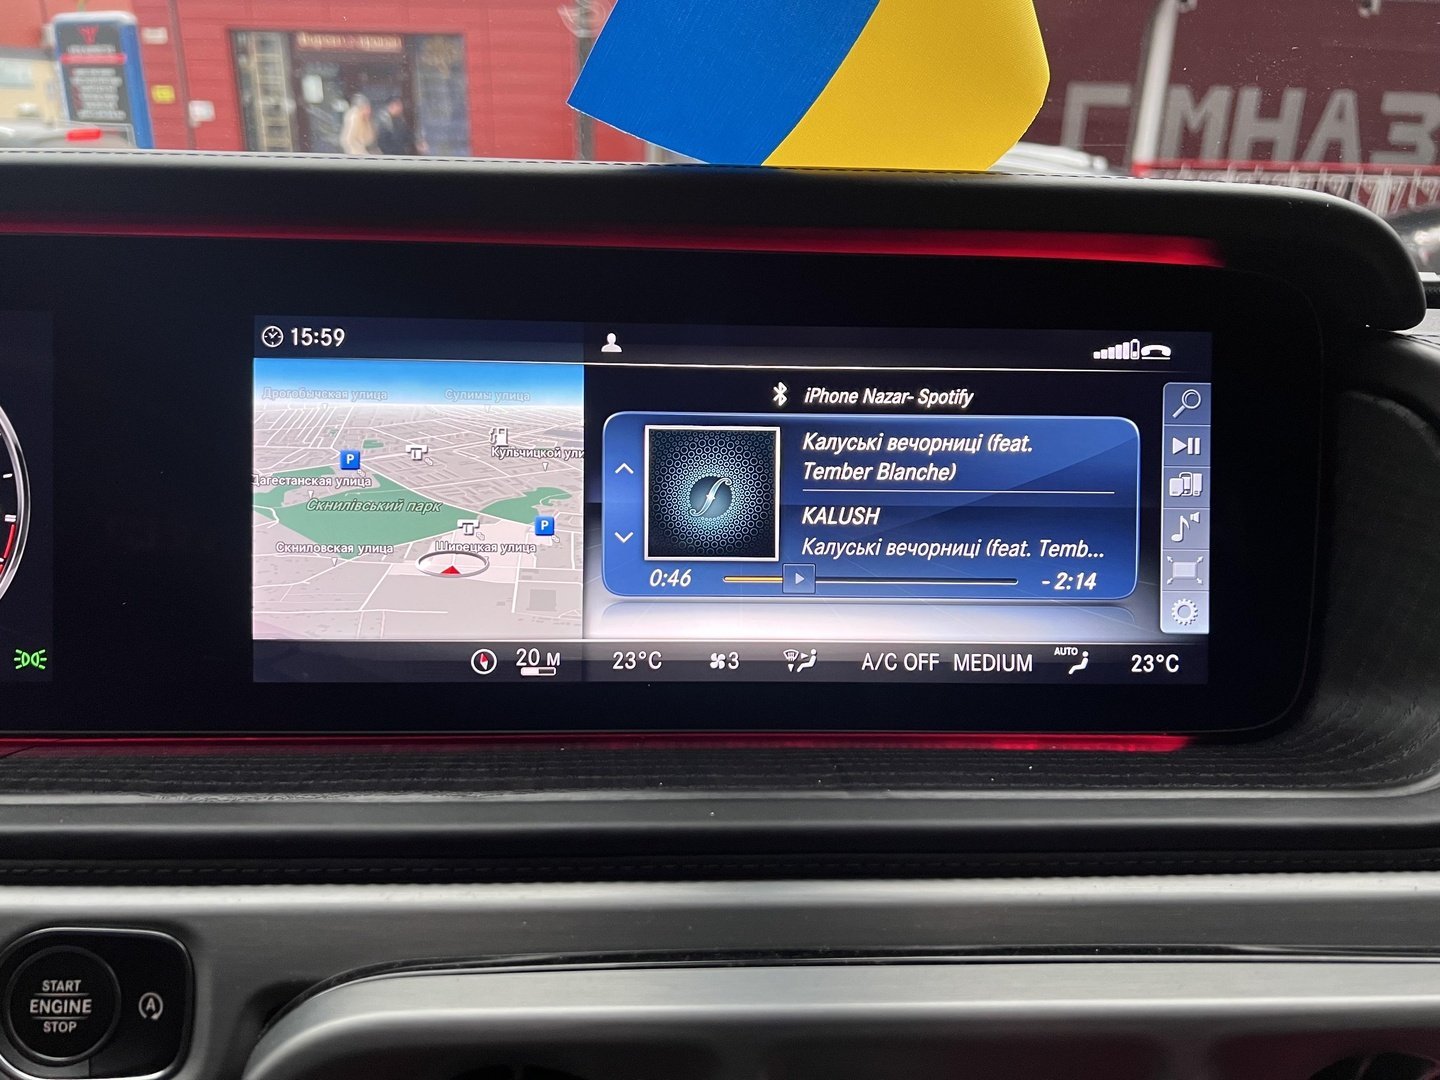 ГІМНАЗ
15:59
Дрогобычская улица
Сулимы улица
P
Кульчицкой ули
Дагестанская улица
Скнилівський парк
P
Скниловская улица
Щирецкая улица
iPhone Nazar- Spotify
Калуські вечорниці (feat.
Tember Blanche)
KALUSH
Калуські вечорниці (feat. Temb...
0:46
- 2:14
20 м
23°C
3
A/C OFF
MEDIUM
AUTO
23°C
START
ENGINE
STOP
A